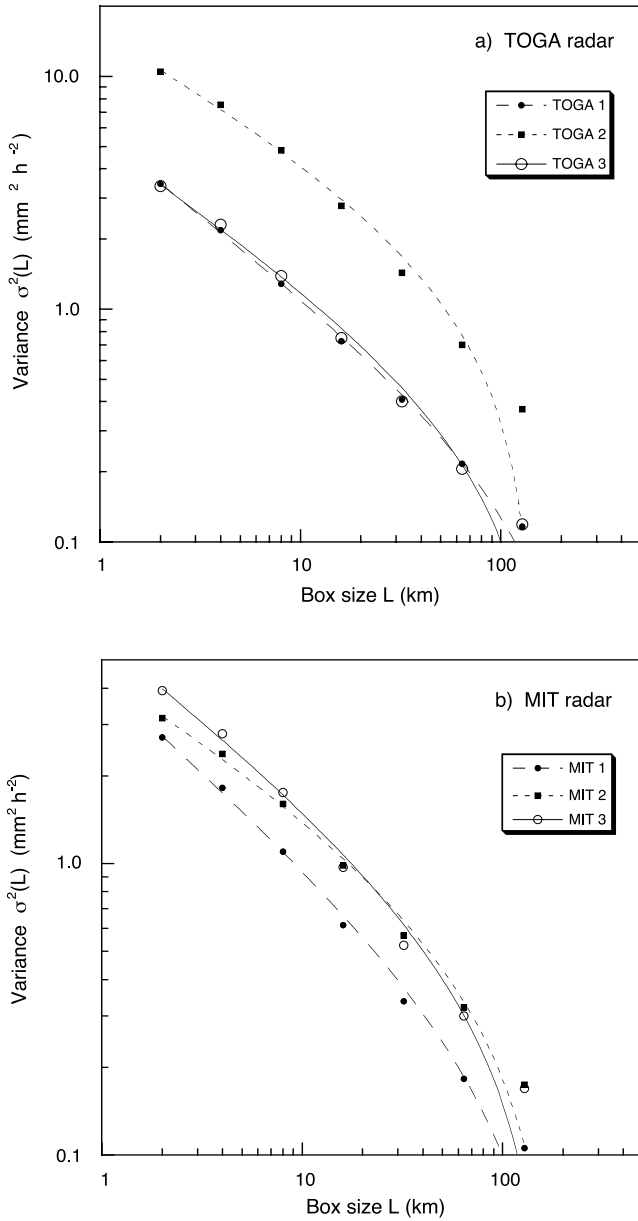 a) TOGA radar
10.0
TOGA 1
TOGA 2
TOGA 3
Variance σ²(L) (mm ² h⁻²)
1.0
0.1
1
10
100
Box size L (km)
b) MIT radar
MIT 1
MIT 2
MIT 3
Variance σ²(L) (mm² h⁻²)
1.0
0.1
1
10
100
Box size L (km)